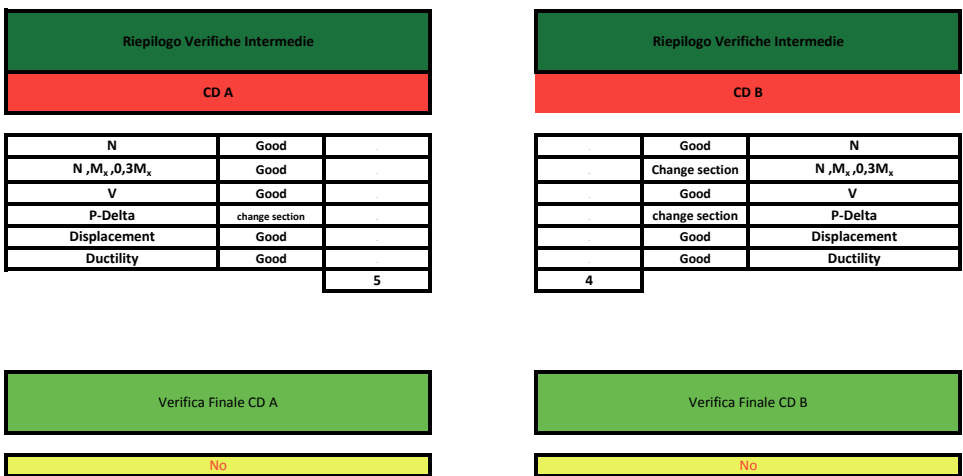 Riepilogo Verifiche Intermedie
CD A
N Good
N ,Mx ,0,3Mx Good
V Good
P-Delta change section
Displacement Good
Ductility Good
5
Riepilogo Verifiche Intermedie
CD B
Good N
Change section N ,Mx ,0,3Mx
Good V
change section P-Delta
Good Displacement
Good Ductility
4
Verifica Finale CD A
No
Verifica Finale CD B
No